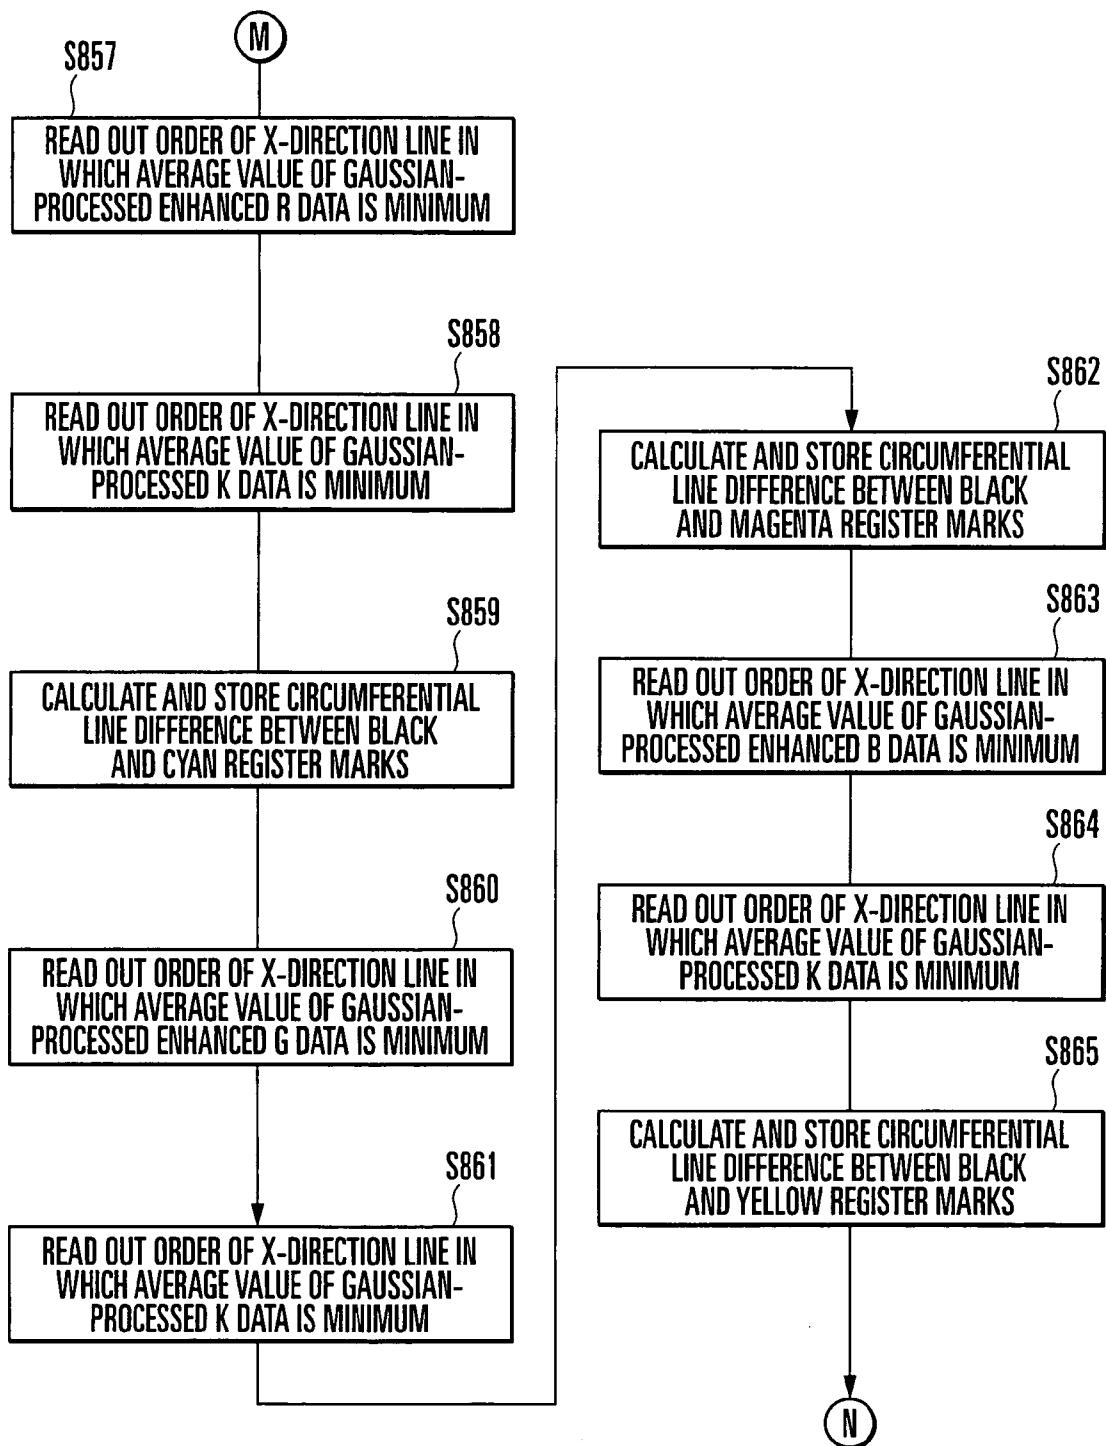 M
S857
READ OUT ORDER OF X-DIRECTION LINE IN
WHICH AVERAGE VALUE OF GAUSSIAN-
PROCESSED ENHANCED R DATA IS MINIMUM
S858
READ OUT ORDER OF X-DIRECTION LINE IN
WHICH AVERAGE VALUE OF GAUSSIAN-
PROCESSED K DATA IS MINIMUM
S859
CALCULATE AND STORE CIRCUMFERENTIAL
LINE DIFFERENCE BETWEEN BLACK
AND CYAN REGISTER MARKS
S860
READ OUT ORDER OF X-DIRECTION LINE IN
WHICH AVERAGE VALUE OF GAUSSIAN-
PROCESSED ENHANCED G DATA IS MINIMUM
S861
READ OUT ORDER OF X-DIRECTION LINE IN
WHICH AVERAGE VALUE OF GAUSSIAN-
PROCESSED K DATA IS MINIMUM
S862
CALCULATE AND STORE CIRCUMFERENTIAL
LINE DIFFERENCE BETWEEN BLACK
AND MAGENTA REGISTER MARKS
S863
READ OUT ORDER OF X-DIRECTION LINE IN
WHICH AVERAGE VALUE OF GAUSSIAN-
PROCESSED ENHANCED B DATA IS MINIMUM
S864
READ OUT ORDER OF X-DIRECTION LINE IN
WHICH AVERAGE VALUE OF GAUSSIAN-
PROCESSED K DATA IS MINIMUM
S865
CALCULATE AND STORE CIRCUMFERENTIAL
LINE DIFFERENCE BETWEEN BLACK
AND YELLOW REGISTER MARKS
N